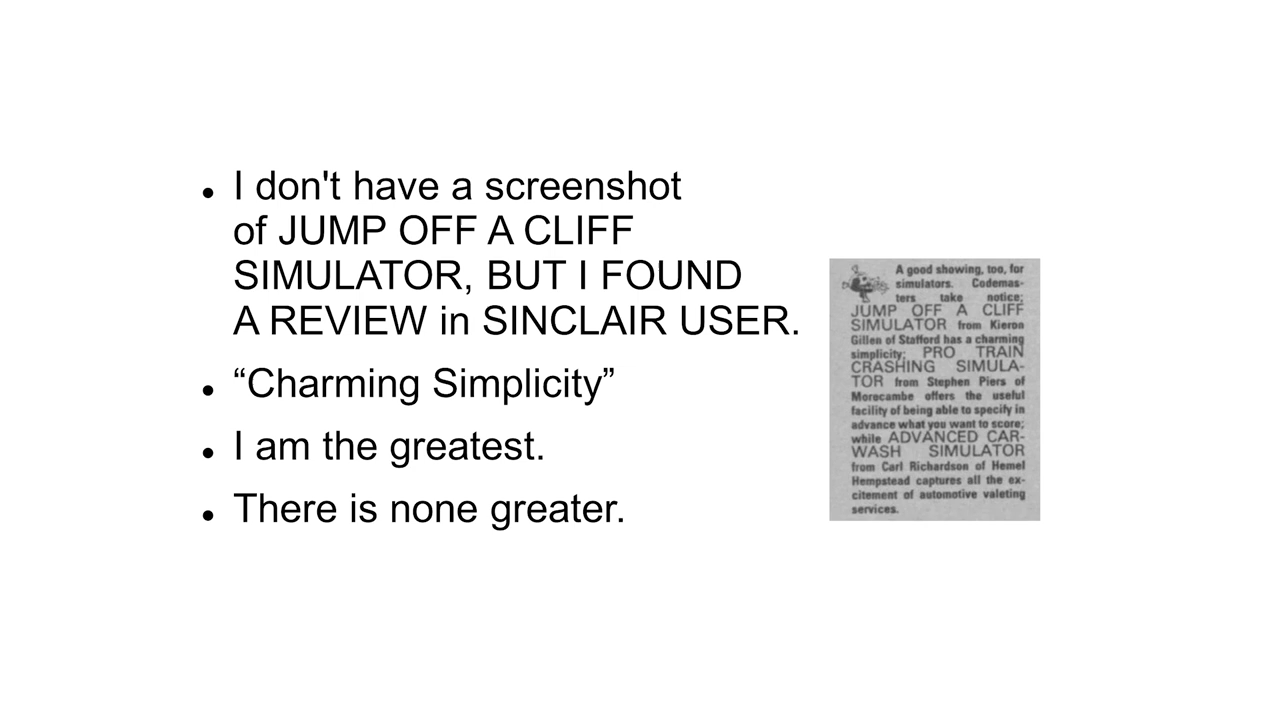 I don't have a screenshot
of JUMP OFF A CLIFF
SIMULATOR, BUT I FOUND
A REVIEW in SINCLAIR USER.
“Charming Simplicity”
I am the greatest.
There is none greater.
A good showing, too, for
simulators. Codemas-
ters take notice;
JUMP OFF A CLIFF
SIMULATOR from Kieron
Gillen of Stafford has a charming
simplicity; PRO TRAIN
CRASHING SIMULA-
TOR from Stephen Piers of
Morecambe offers the useful
facility of being able to specify in
advance what you want to score;
while ADVANCED CAR-
WASH SIMULATOR
from Carl Richardson of Hemel
Hempstead captures all the ex-
citement of automotive valeting
services.